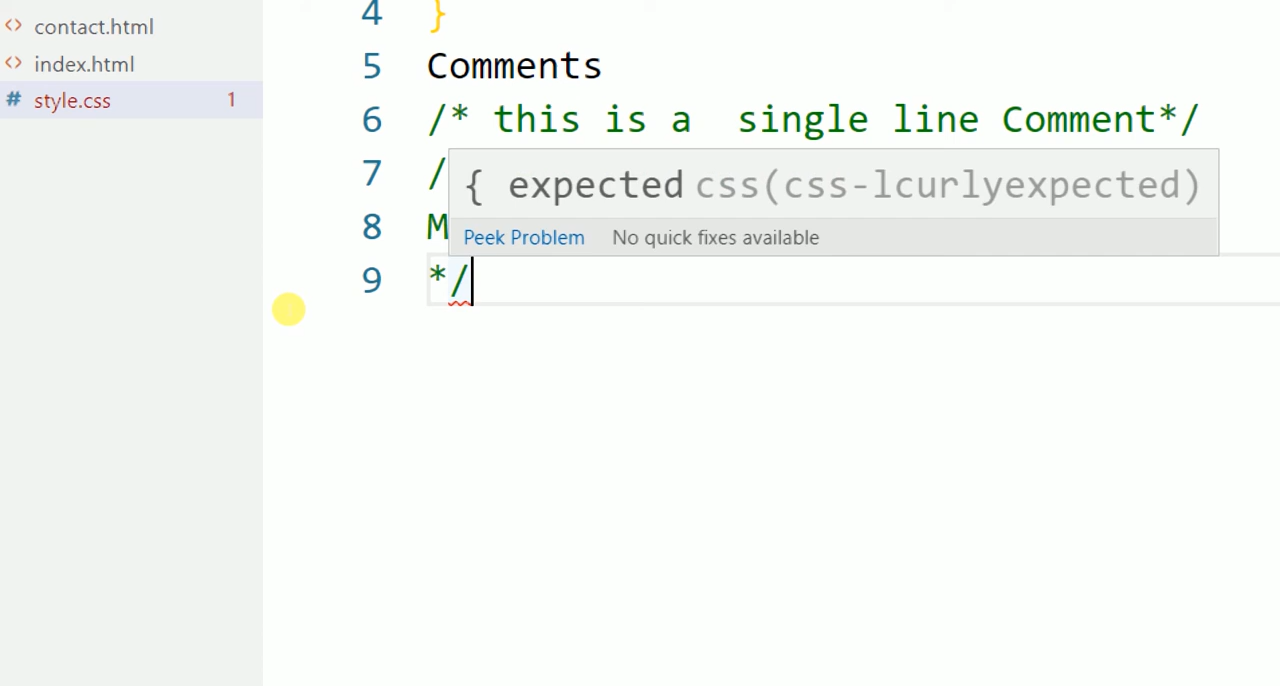 contact.html
index.html
style.css 1
4 }
5 Comments
6 /* this is a  single line Comment*/
7 /
8 M
{ expected css(css-lcurlyexpected)
Peek Problem No quick fixes available
9 */